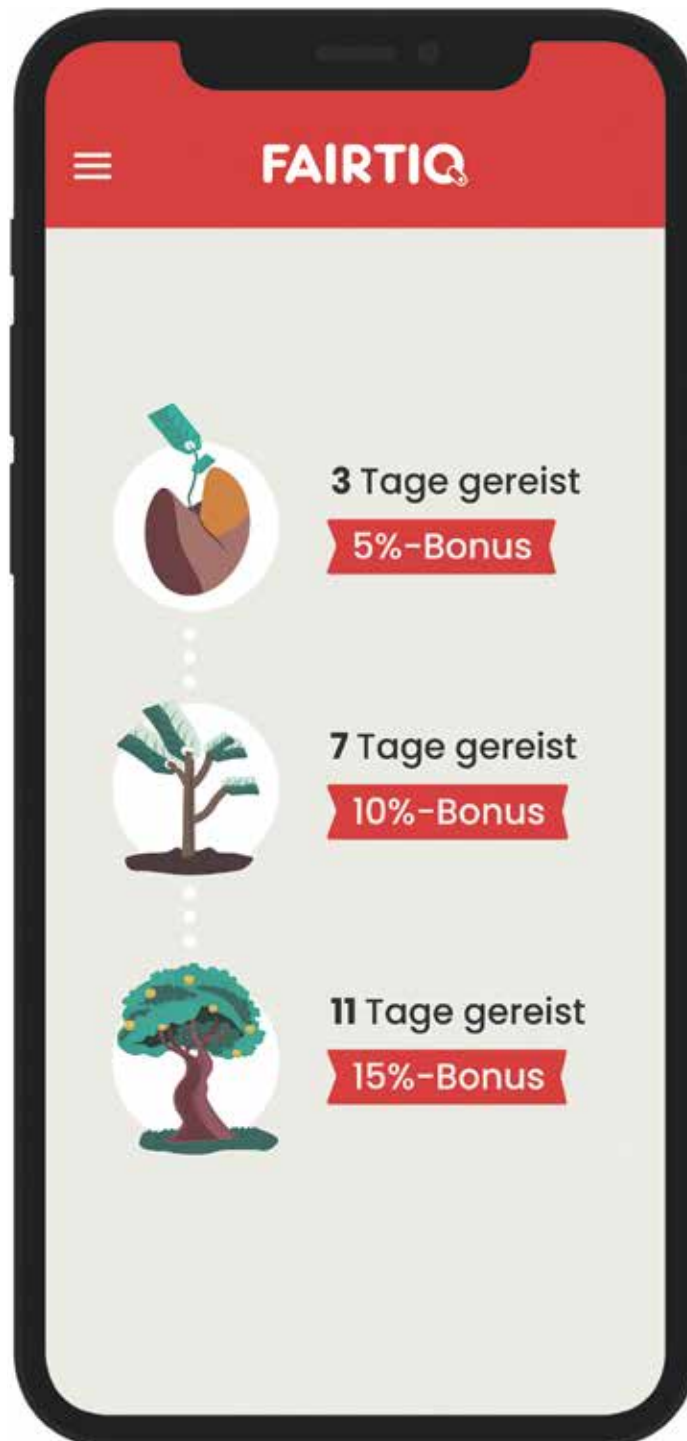 FAIRTIQ
3 Tage gereist
5%-Bonus
7 Tage gereist
10%-Bonus
11 Tage gereist
15%-Bonus